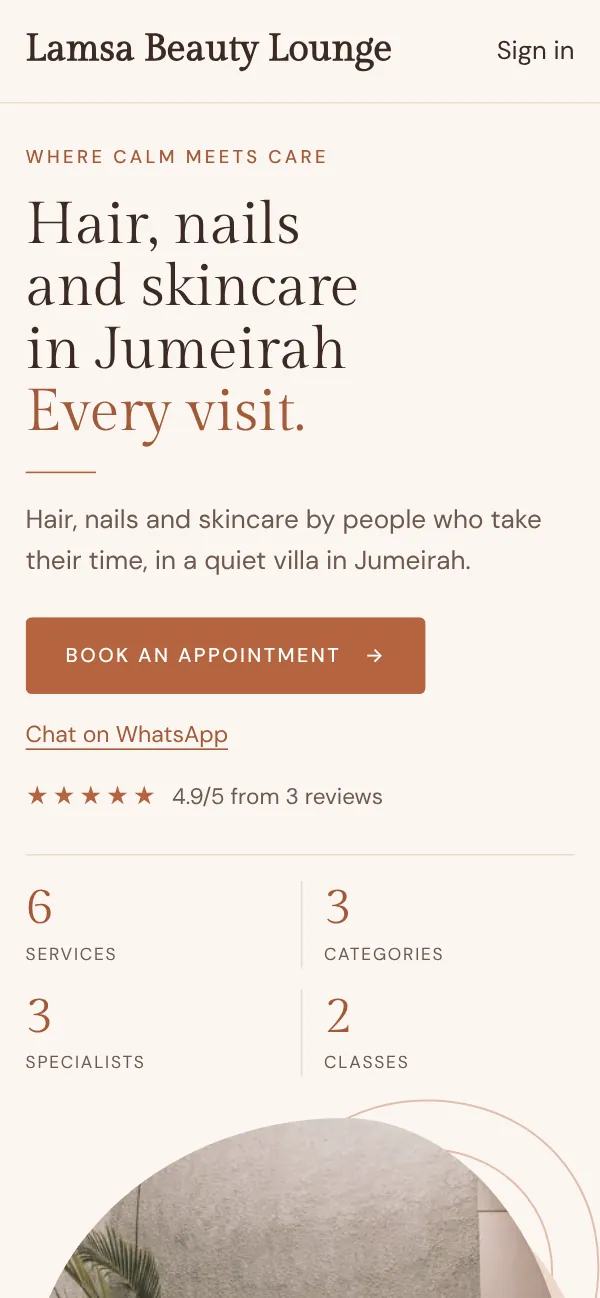 Lamsa Beauty Lounge
Sign in
WHERE CALM MEETS CARE
Hair, nails
and skincare
in Jumeirah
Every visit.
Hair, nails and skincare by people who take
their time, in a quiet villa in Jumeirah.
BOOK AN APPOINTMENT →
Chat on WhatsApp
★★★★★ 4.9/5 from 3 reviews
6
SERVICES
3
CATEGORIES
3
SPECIALISTS
2
CLASSES